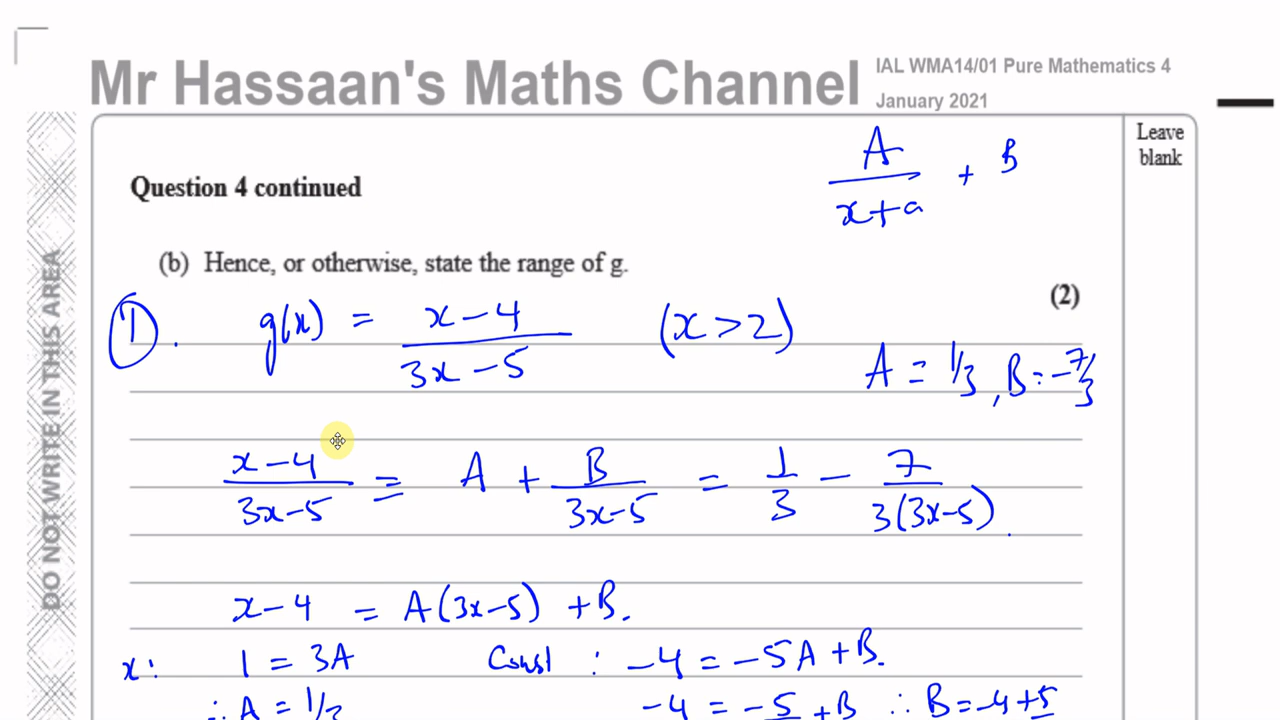 Mr Hassaan's Maths Channel
IAL WMA14/01 Pure Mathematics 4
January 2021
Leave
blank
DO NOT WRITE IN THIS AREA
Question 4 continued
A/(x+a) + B
(b) Hence, or otherwise, state the range of g.
(2)
①. g(x) = (x-4)/(3x-5) (x>2)
A = 1/3, B = -7/3
(x-4)/(3x-5) = A + B/(3x-5) = 1/3 - 7/(3(3x-5)).
x-4 = A(3x-5) + B.
x: 1 = 3A Const : -4 = -5A + B.
∴ A = 1/3 -4 = -5 + B ∴ B = -4 + 5